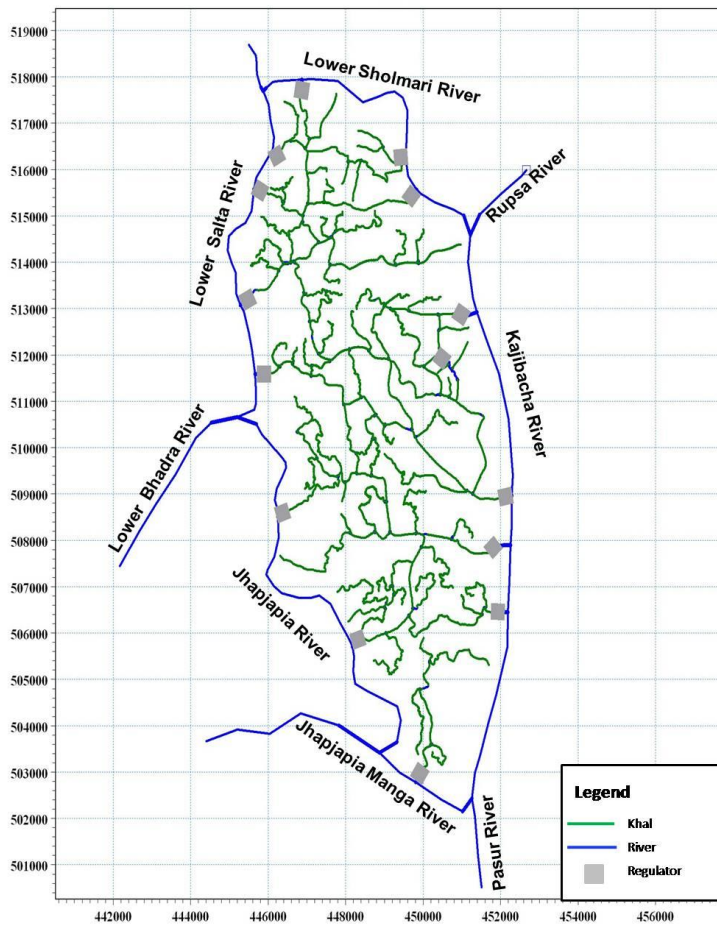 519000
518000
517000
516000
515000
514000
513000
512000
511000
510000
509000
508000
507000
506000
505000
504000
503000
502000
501000
Lower Sholmari River
Rupsa River
Lower Salta River
Kajibacha River
Lower Bhadra River
Jhapjapia River
Jhapjapia Manga River
Pasur River
Legend
Khal
River
Regulator
442000 444000 446000 448000 450000 452000 454000 456000